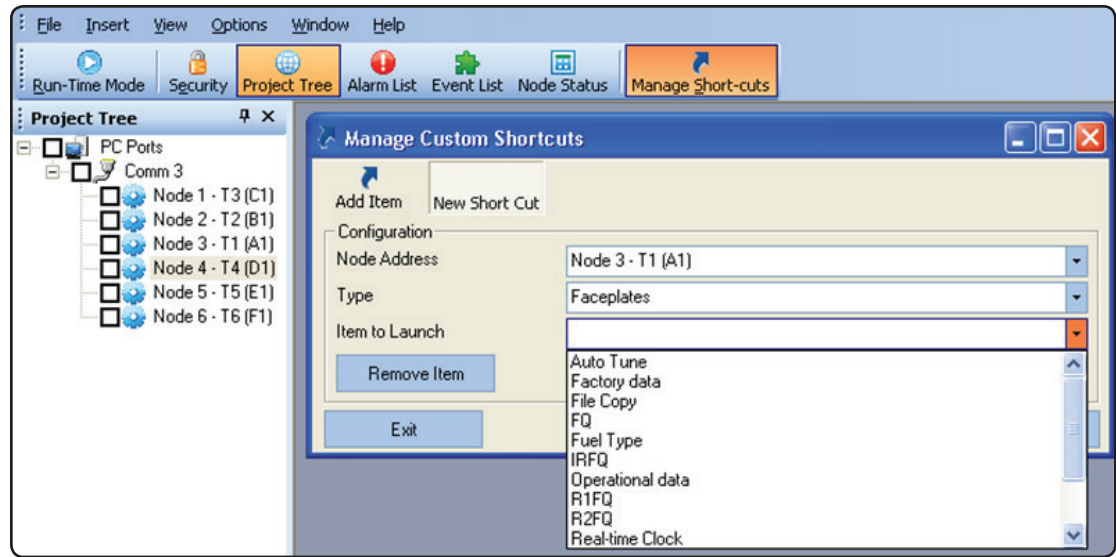 File Insert View Options Window Help
Run-Time Mode Security Project Tree Alarm List Event List Node Status Manage Short-cuts
Project Tree
PC Ports
Comm 3
Node 1 - T3 (C1)
Node 2 - T2 (B1)
Node 3 - T1 (A1)
Node 4 - T4 (D1)
Node 5 - T5 (E1)
Node 6 - T6 (F1)
Manage Custom Shortcuts
Add Item New Short Cut
Configuration
Node Address Node 3 - T1 (A1)
Type Faceplates
Item to Launch
Remove Item
Exit
Auto Tune
Factory data
File Copy
FQ
Fuel Type
IRFQ
Operational data
R1FQ
R2FQ
Real-time Clock